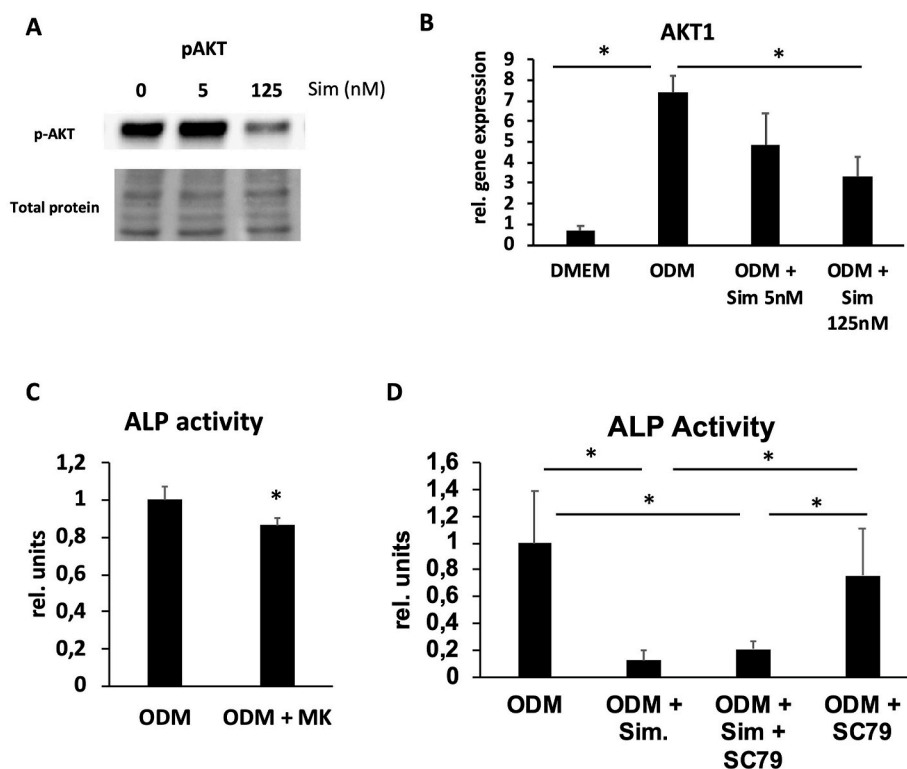 A
pAKT
0 5 125 Sim (nM)
p-AKT
Total protein
B
AKT1
*
*
rel. gene expression
9
8
7
6
5
4
3
2
1
0
DMEM
ODM
ODM +
Sim 5nM
ODM +
Sim
125nM
C
ALP activity
rel. units
1,2
1
0,8
0,6
0,4
0,2
0
*
ODM
ODM + MK
D
ALP Activity
rel. units
1,6
1,4
1,2
1
0,8
0,6
0,4
0,2
0
*
*
*
*
ODM
ODM +
Sim.
ODM +
Sim +
SC79
ODM +
SC79